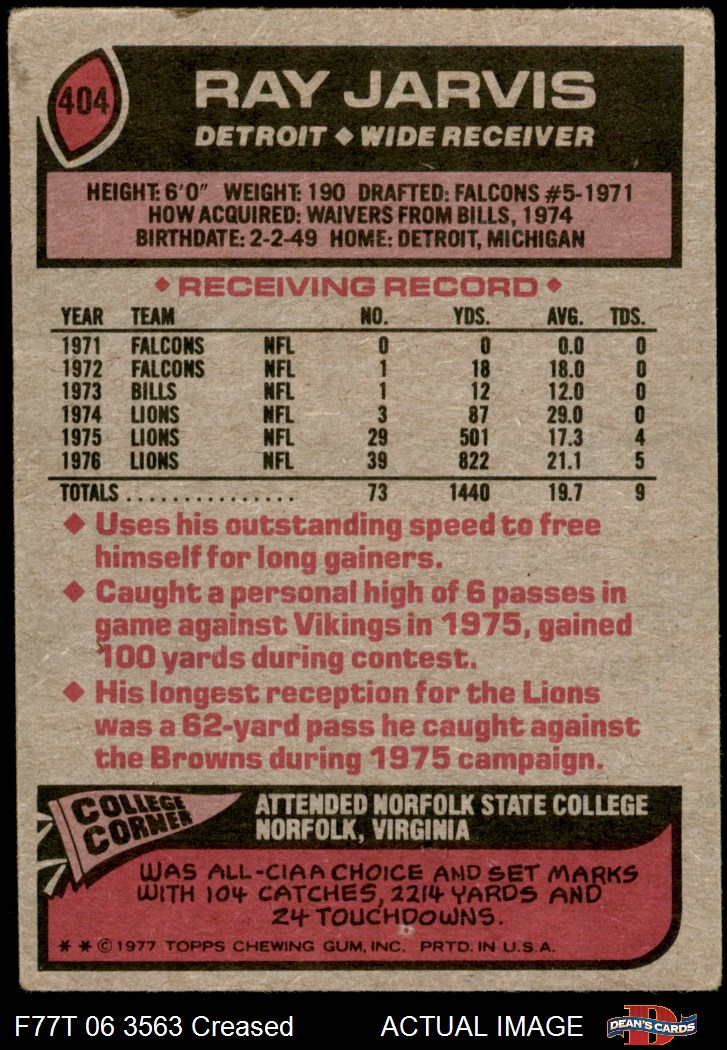 404
RAY JARVIS
DETROIT ◆ WIDE RECEIVER
HEIGHT: 6'0" WEIGHT: 190 DRAFTED: FALCONS #5-1971
HOW ACQUIRED: WAIVERS FROM BILLS, 1974
BIRTHDATE: 2-2-49 HOME: DETROIT, MICHIGAN
◆ RECEIVING RECORD ◆
YEAR TEAM NO. YDS. AVG. TDS.
1971 FALCONS NFL 0 0 0.0 0
1972 FALCONS NFL 1 18 18.0 0
1973 BILLS NFL 1 12 12.0 0
1974 LIONS NFL 3 87 29.0 0
1975 LIONS NFL 29 501 17.3 4
1976 LIONS NFL 39 822 21.1 5
TOTALS............... 73 1440 19.7 9
◆ Uses his outstanding speed to free
himself for long gainers.
◆ Caught a personal high of 6 passes in
game against Vikings in 1975, gained
100 yards during contest.
◆ His longest reception for the Lions
was a 62-yard pass he caught against
the Browns during 1975 campaign.
COLLEGE
CORNER
ATTENDED NORFOLK STATE COLLEGE
NORFOLK, VIRGINIA
WAS ALL-CIAA CHOICE AND SET MARKS
WITH 104 CATCHES, 2214 YARDS AND
24 TOUCHDOWNS.
* * © 1977 TOPPS CHEWING GUM, INC. PRTD. IN U.S.A.
F77T 06 3563 Creased ACTUAL IMAGE
D
DEAN'S CARDS